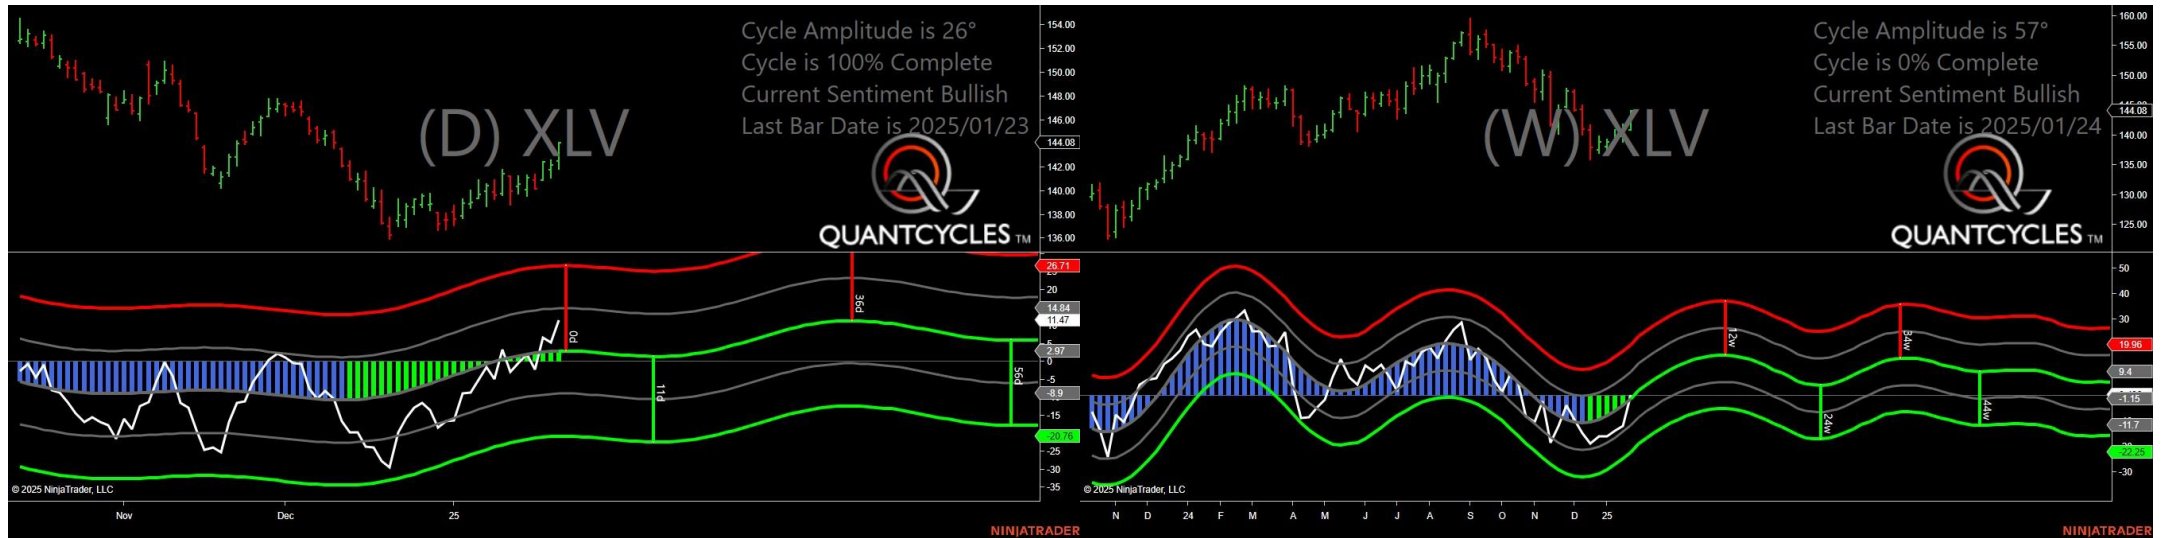 Cycle Amplitude is 26°
Cycle is 100% Complete
Current Sentiment Bullish
Last Bar Date is 2025/01/23
(D) XLV
QUANTCYCLES TM
154.00
152.00
150.00
148.00
146.00
144.08
142.00
140.00
138.00
136.00
26.71
20
14.84
11.47
5
2.97
0
-5
-8.9
-15
-20.76
-25
-30
-35
0d
11d
36d
56d
© 2025 NinjaTrader, LLC
Nov
Dec
25
NINJATRADER
Cycle Amplitude is 57°
Cycle is 0% Complete
Current Sentiment Bullish
Last Bar Date is 2025/01/24
(W) XLV
QUANTCYCLES TM
160.00
155.00
150.00
144.08
140.00
135.00
130.00
125.00
50
40
30
19.96
9.4
-1.15
-11.7
-22.25
-30
12w
24w
34w
44w
© 2025 NinjaTrader, LLC
N D 24 F M A M J J A S O N D 25
NINJATRADER